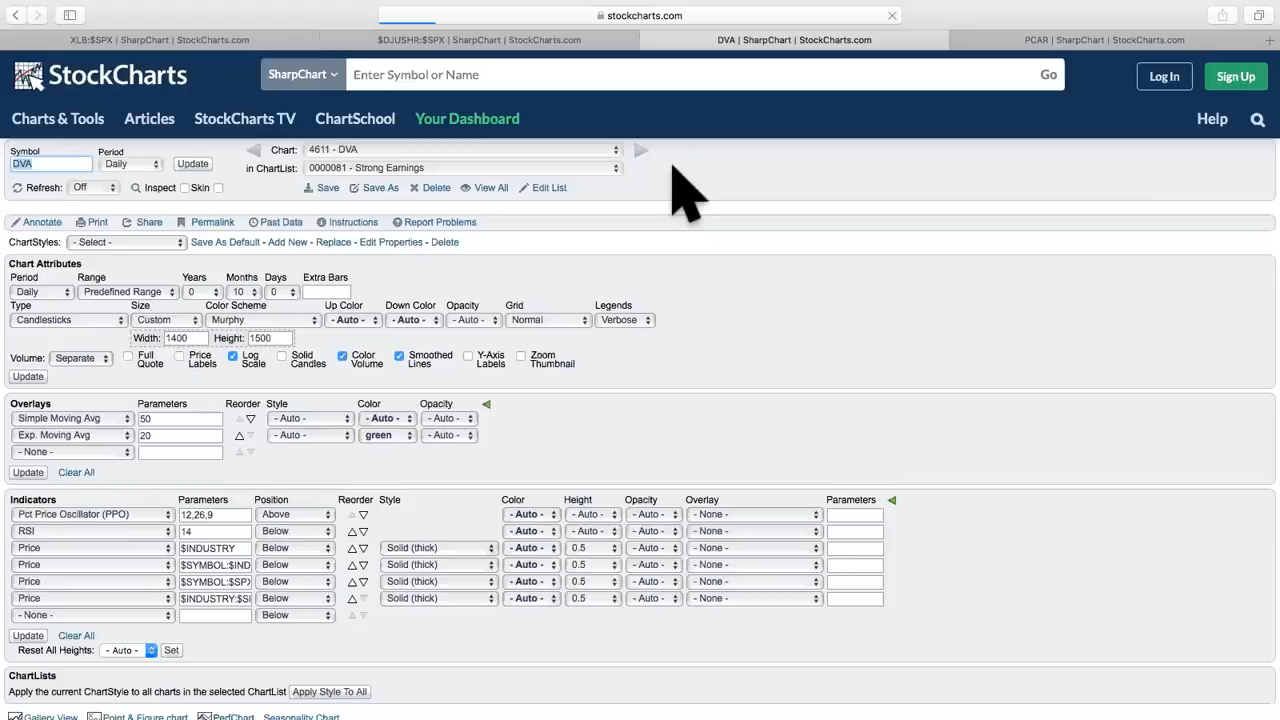 stockcharts.com
XLB:$SPX | SharpChart | StockCharts.com
$DJUSHR:$SPX | SharpChart | StockCharts.com
DVA | SharpChart | StockCharts.com
PCAR | SharpChart | StockCharts.com
StockCharts
SharpChart
Enter Symbol or Name
Go
Log In
Sign Up
Charts & Tools
Articles
StockCharts TV
ChartSchool
Your Dashboard
Help
Symbol
Period
Chart:
4611 - DVA
DVA
Daily
Update
in ChartList:
0000081 - Strong Earnings
Refresh:
Off
Inspect
Skin
Save
Save As
Delete
View All
Edit List
Annotate
Print
Share
Permalink
Past Data
Instructions
Report Problems
ChartStyles:
- Select -
Save As Default - Add New - Replace - Edit Properties - Delete
Chart Attributes
Period Range Years Months Days Extra Bars
Daily Predefined Range 0 10 0
Type Size Color Scheme Up Color Down Color Opacity Grid Legends
Candlesticks Custom Murphy - Auto - - Auto - - Auto - Normal Verbose
Width: 1400 Height: 1500
Volume: Separate
Full Quote
Price Labels
Log Scale
Solid Candles
Color Volume
Smoothed Lines
Y-Axis Labels
Zoom Thumbnail
Update
Overlays Parameters Reorder Style Color Opacity
Simple Moving Avg 50 - Auto - - Auto - - Auto -
Exp. Moving Avg 20 - Auto - green - Auto -
- None -
Update Clear All
Indicators Parameters Position Reorder Style Color Height Opacity Overlay Parameters
Pct Price Oscillator (PPO) 12,26,9 Above - Auto - - Auto - - Auto - - None -
RSI 14 Below - Auto - - Auto - - Auto - - None -
Price $INDUSTRY Below Solid (thick) - Auto - 0.5 - Auto - - None -
Price $SYMBOL:$IND Below Solid (thick) - Auto - 0.5 - Auto - - None -
Price $SYMBOL:$SPX Below Solid (thick) - Auto - 0.5 - Auto - - None -
Price $INDUSTRY:$SI Below Solid (thick) - Auto - 0.5 - Auto - - None -
- None - Below
Update Clear All
Reset All Heights: - Auto - Set
ChartLists
Apply the current ChartStyle to all charts in the selected ChartList Apply Style To All
Gallery View Point & Figure chart PerfChart Seasonality Chart